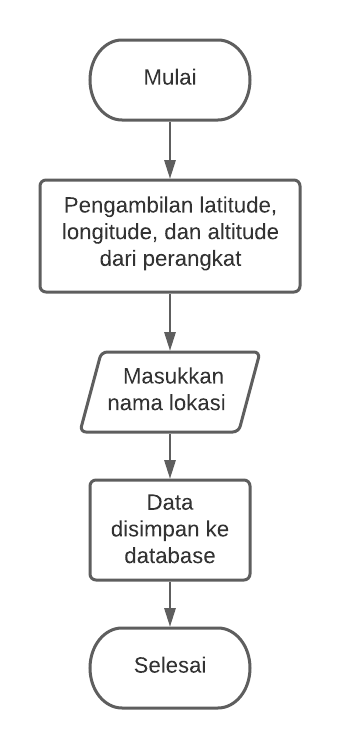 Mulai
Pengambilan latitude,
longitude, dan altitude
dari perangkat
Masukkan
nama lokasi
Data
disimpan ke
database
Selesai